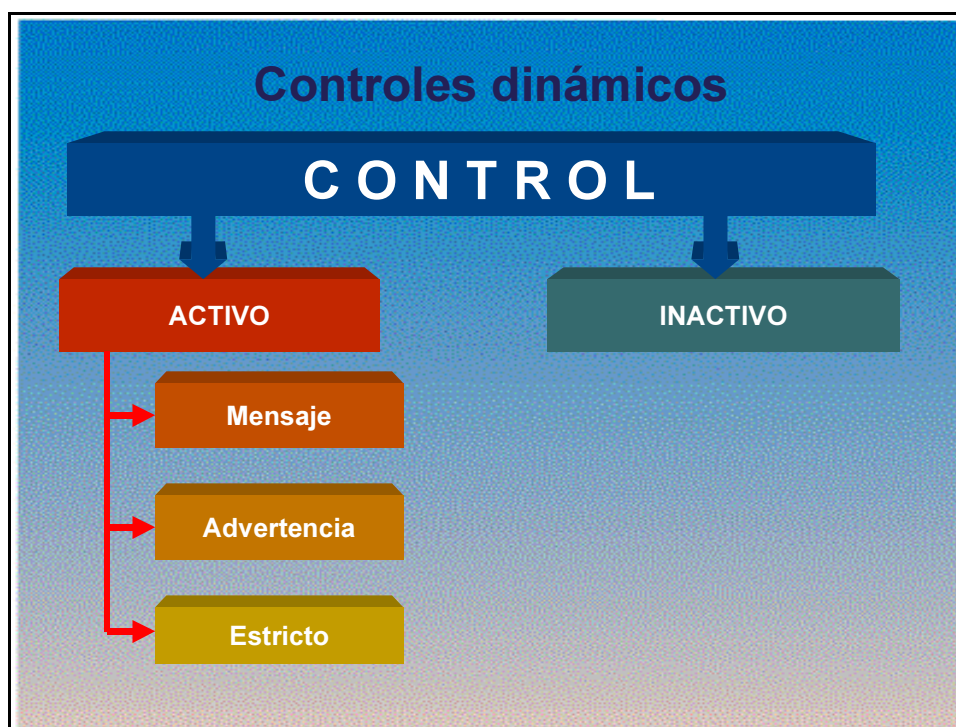 Controles dinámicos
C O N T R O L
ACTIVO
INACTIVO
Mensaje
Advertencia
Estricto